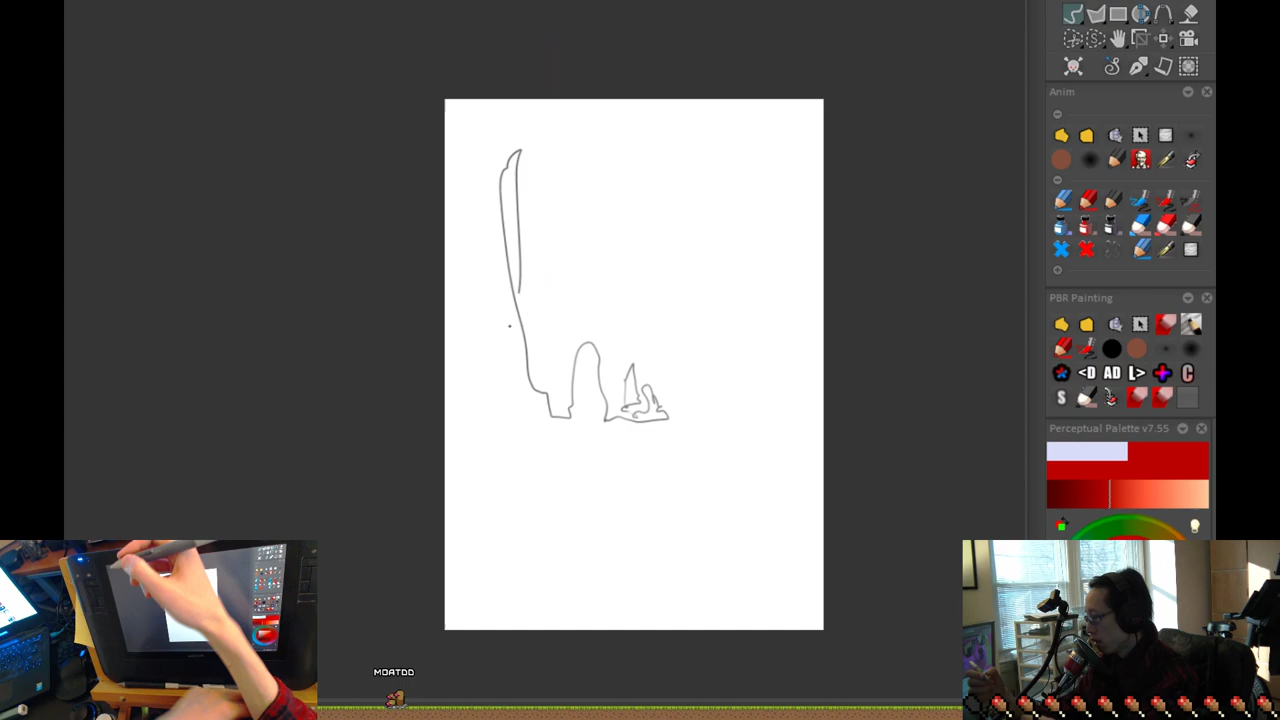 Anim
PBR Painting
<D AD L>
C
S
Perceptual Palette v7.55
MOATDD